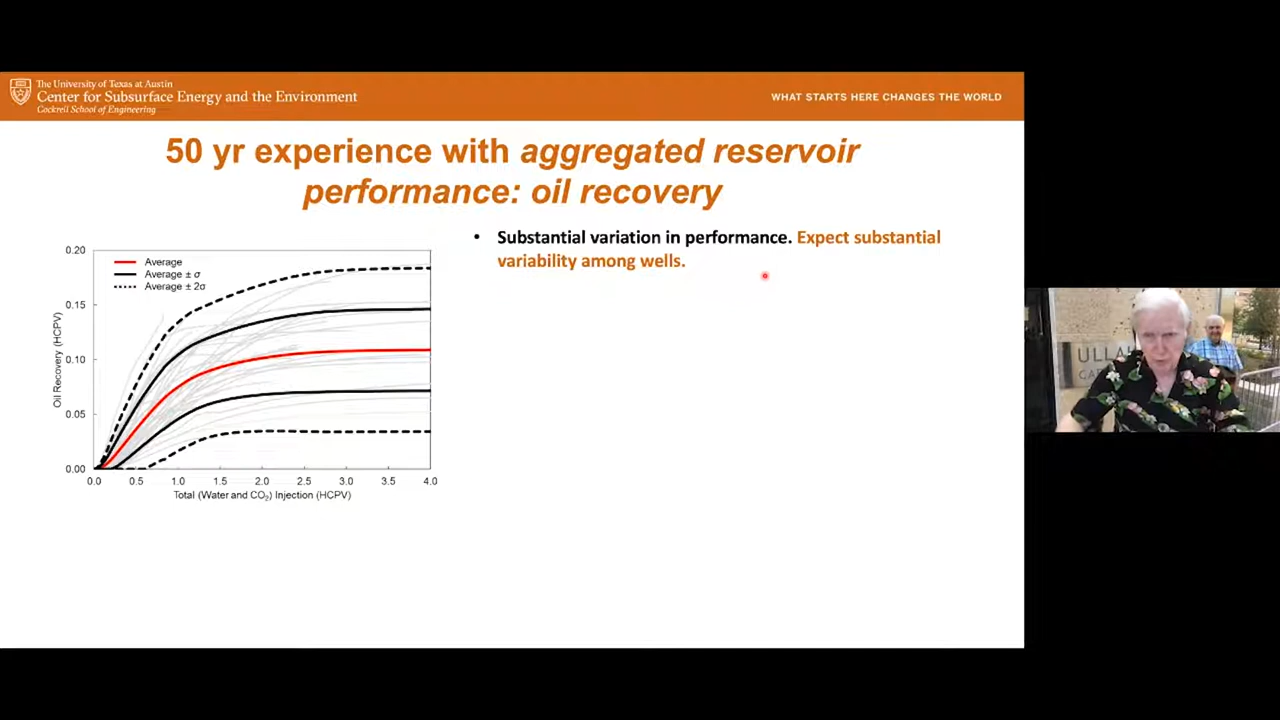 The University of Texas at Austin
Center for Subsurface Energy and the Environment
Cockrell School of Engineering
WHAT STARTS HERE CHANGES THE WORLD
50 yr experience with aggregated reservoir
performance: oil recovery
• Substantial variation in performance. Expect substantial
variability among wells.
0.20
0.15
0.10
0.05
0.00
Oil Recovery (HCPV)
Average
Average ± σ
Average ± 2σ
0.0 0.5 1.0 1.5 2.0 2.5 3.0 3.5 4.0
Total (Water and CO₂) Injection (HCPV)
ULLA